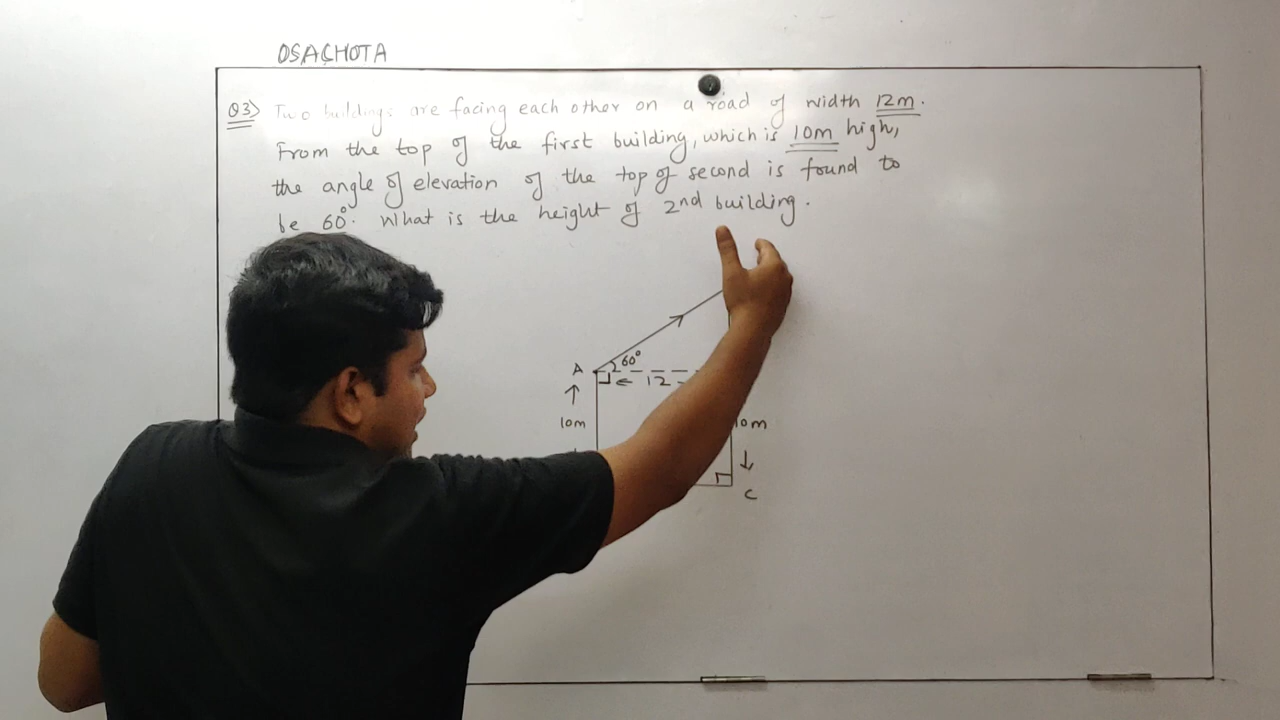 OSACHOTA
Q3) Two buildings are facing each other on a road of width 12m.
From the top of the first building, which is 10m high,
the angle of elevation of the top of second is found to
be 60°. What is the height of 2nd building.
60°
A
← 12
10m
10m
C